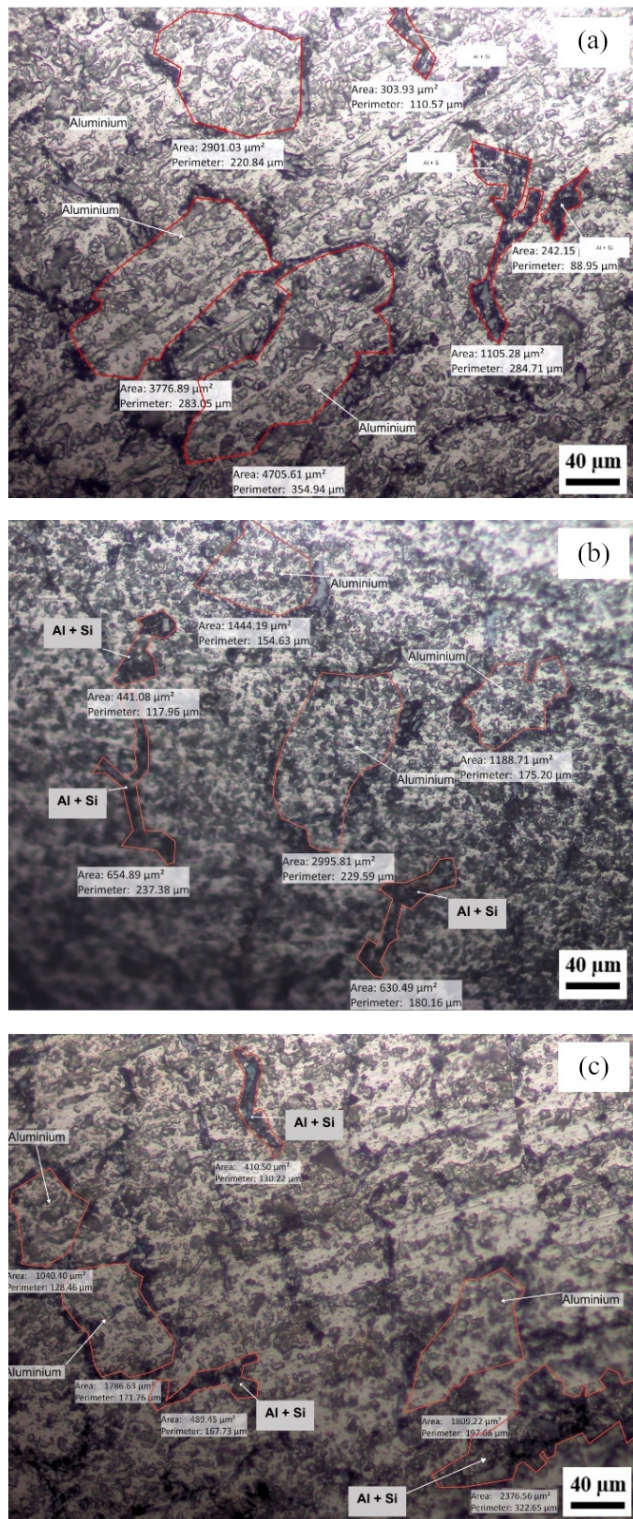 (a)
Al + Si
Area: 303.93 µm²
Perimeter: 110.57 µm
Aluminium
Area: 2901.03 µm²
Perimeter: 220.84 µm
Al + Si
Aluminium
Area: 242.15
Perimeter: 88.95 µm
Al + Si
Area: 1105.28 µm²
Perimeter: 284.71 µm
Area: 3776.89 µm²
Perimeter: 283.05 µm
Aluminium
Area: 4705.61 µm²
Perimeter: 354.94 µm
40 µm
(b)
Aluminium
Al + Si
Area: 1444.19 µm²
Perimeter: 154.63 µm
Aluminium
Area: 441.08 µm²
Perimeter: 117.96 µm
Area: 1188.71 µm²
Perimeter: 175.20 µm
Aluminium
Al + Si
Area: 2995.81 µm²
Perimeter: 229.59 µm
Area: 654.89 µm²
Perimeter: 237.38 µm
Al + Si
40 µm
Area: 630.49 µm²
Perimeter: 180.16 µm
(c)
Al + Si
Aluminium
Area: 410.50 µm²
Perimeter: 130.22 µm
Area: 1040.40 µm²
Perimeter: 128.46 µm
Aluminium
Aluminium
Area: 1786.63 µm²
Perimeter: 171.76 µm
Al + Si
Area: 489.45 µm²
Perimeter: 167.73 µm
Area: 1809.22 µm²
Perimeter: 197.66 µm
Al + Si
Area: 2376.56 µm²
Perimeter: 322.65 µm
40 µm